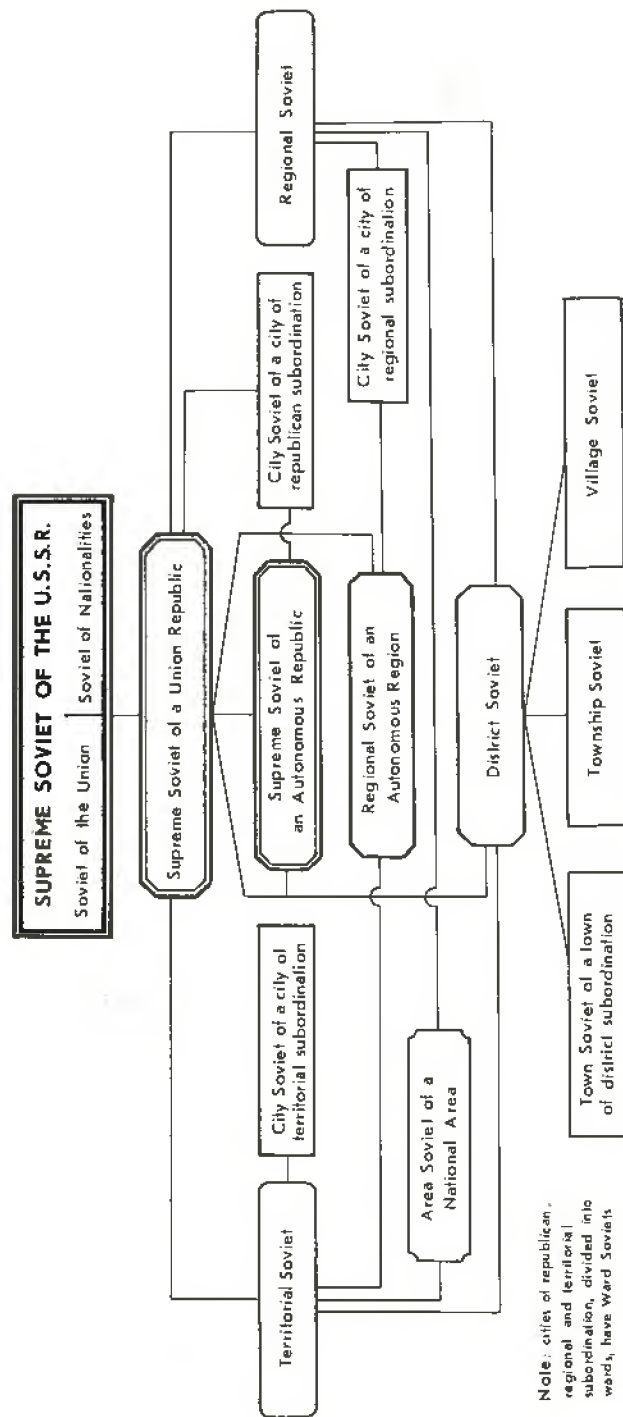 SUPREME SOVIET OF THE U.S.S.R.
Soviet of the Union
Soviet of Nationalities
Supreme Soviet of a Union Republic
Territorial Soviet
City Soviet of a city of
territorial subordination
Supreme Soviet of
an Autonomous Republic
City Soviet of a city of
republican subordination
Regional Soviet
Regional Soviet of an
Autonomous Region
City Soviet of a city of
regional subordination
Area Soviet of a
National Area
District Soviet
Town Soviet of a town
of district subordination
Township Soviet
Village Soviet
Note: cities of republican,
regional and territorial
subordination, divided into
wards, have Ward Soviets